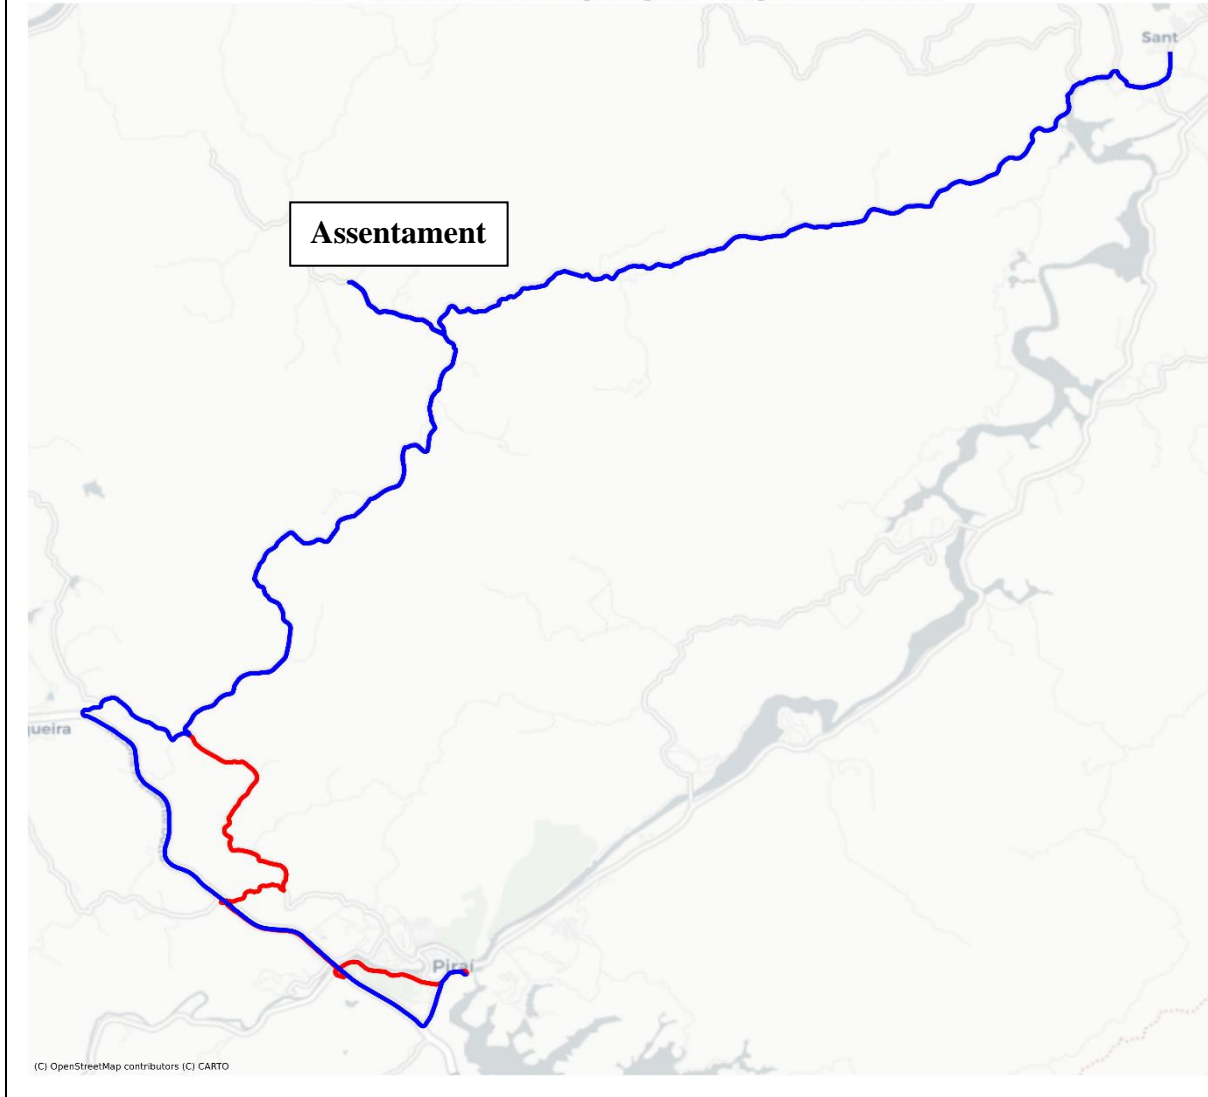 Sant
Assentament
ueira
Piraí
(C) OpenStreetMap contributors (C) CARTO